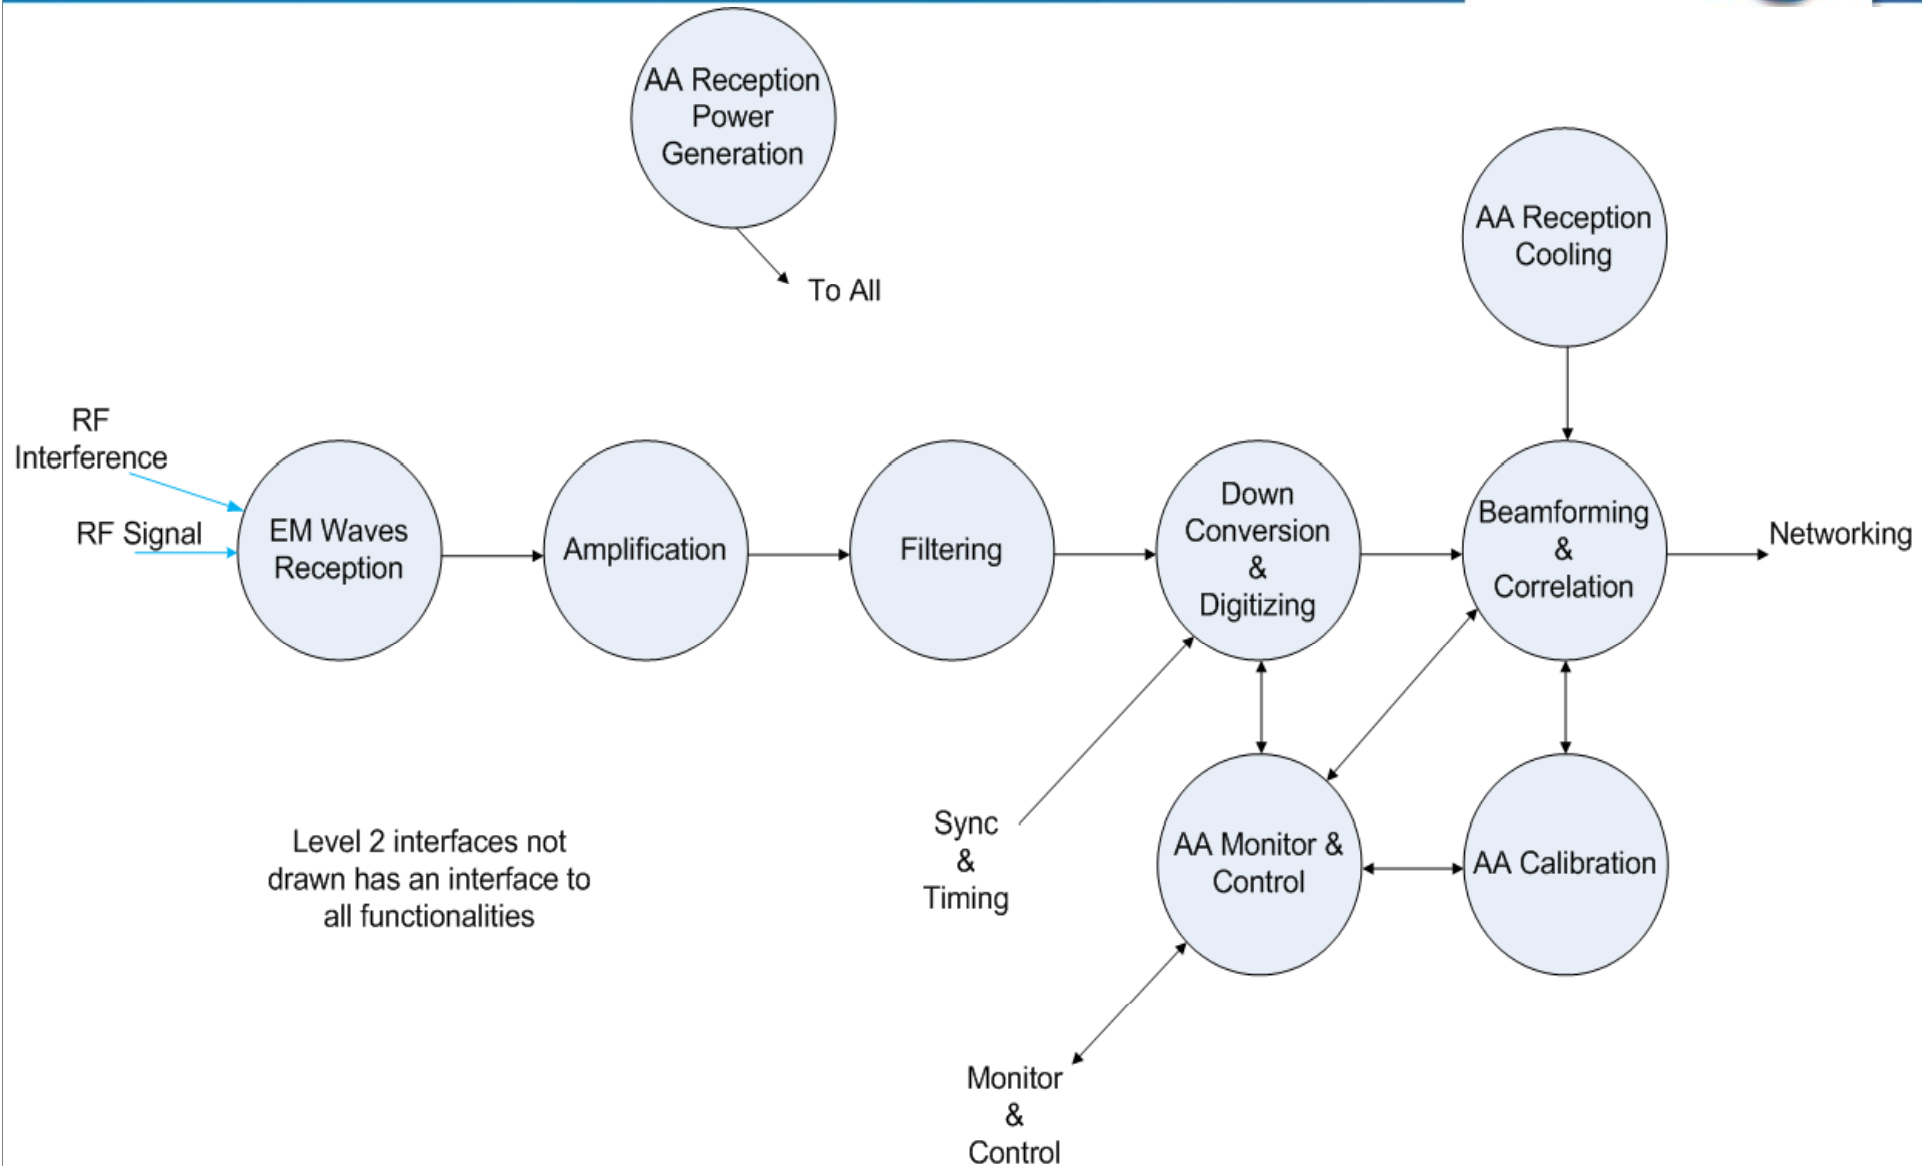 AA Reception
Power
Generation
To All
AA Reception
Cooling
RF
Interference
RF Signal
EM Waves
Reception
Amplification
Filtering
Down
Conversion
&
Digitizing
Beamforming
&
Correlation
Networking
Sync
&
Timing
AA Monitor &
Control
AA Calibration
Level 2 interfaces not
drawn has an interface to
all functionalities
Monitor
&
Control